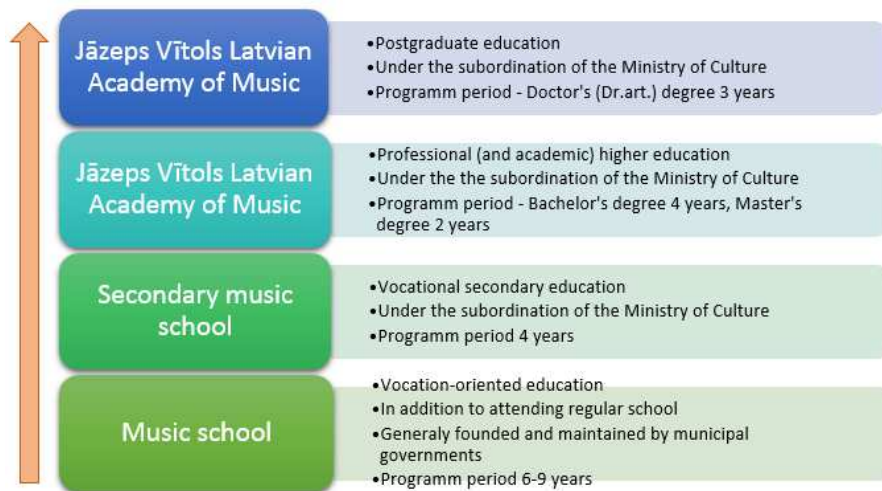 Jāzeps Vītols Latvian
Academy of Music
•Postgraduate education
•Under the subordination of the Ministry of Culture
•Programm period - Doctor's (Dr.art.) degree 3 years
Jāzeps Vītols Latvian
Academy of Music
•Professional (and academic) higher education
•Under the the subordination of the Ministry of Culture
•Programm period - Bachelor's degree 4 years, Master's
degree 2 years
Secondary music
school
•Vocational secondary education
•Under the subordination of the Ministry of Culture
•Programm period 4 years
Music school
•Vocation-oriented education
•In addition to attending regular school
•Generaly founded and maintained by municipal
governments
•Programm period 6-9 years